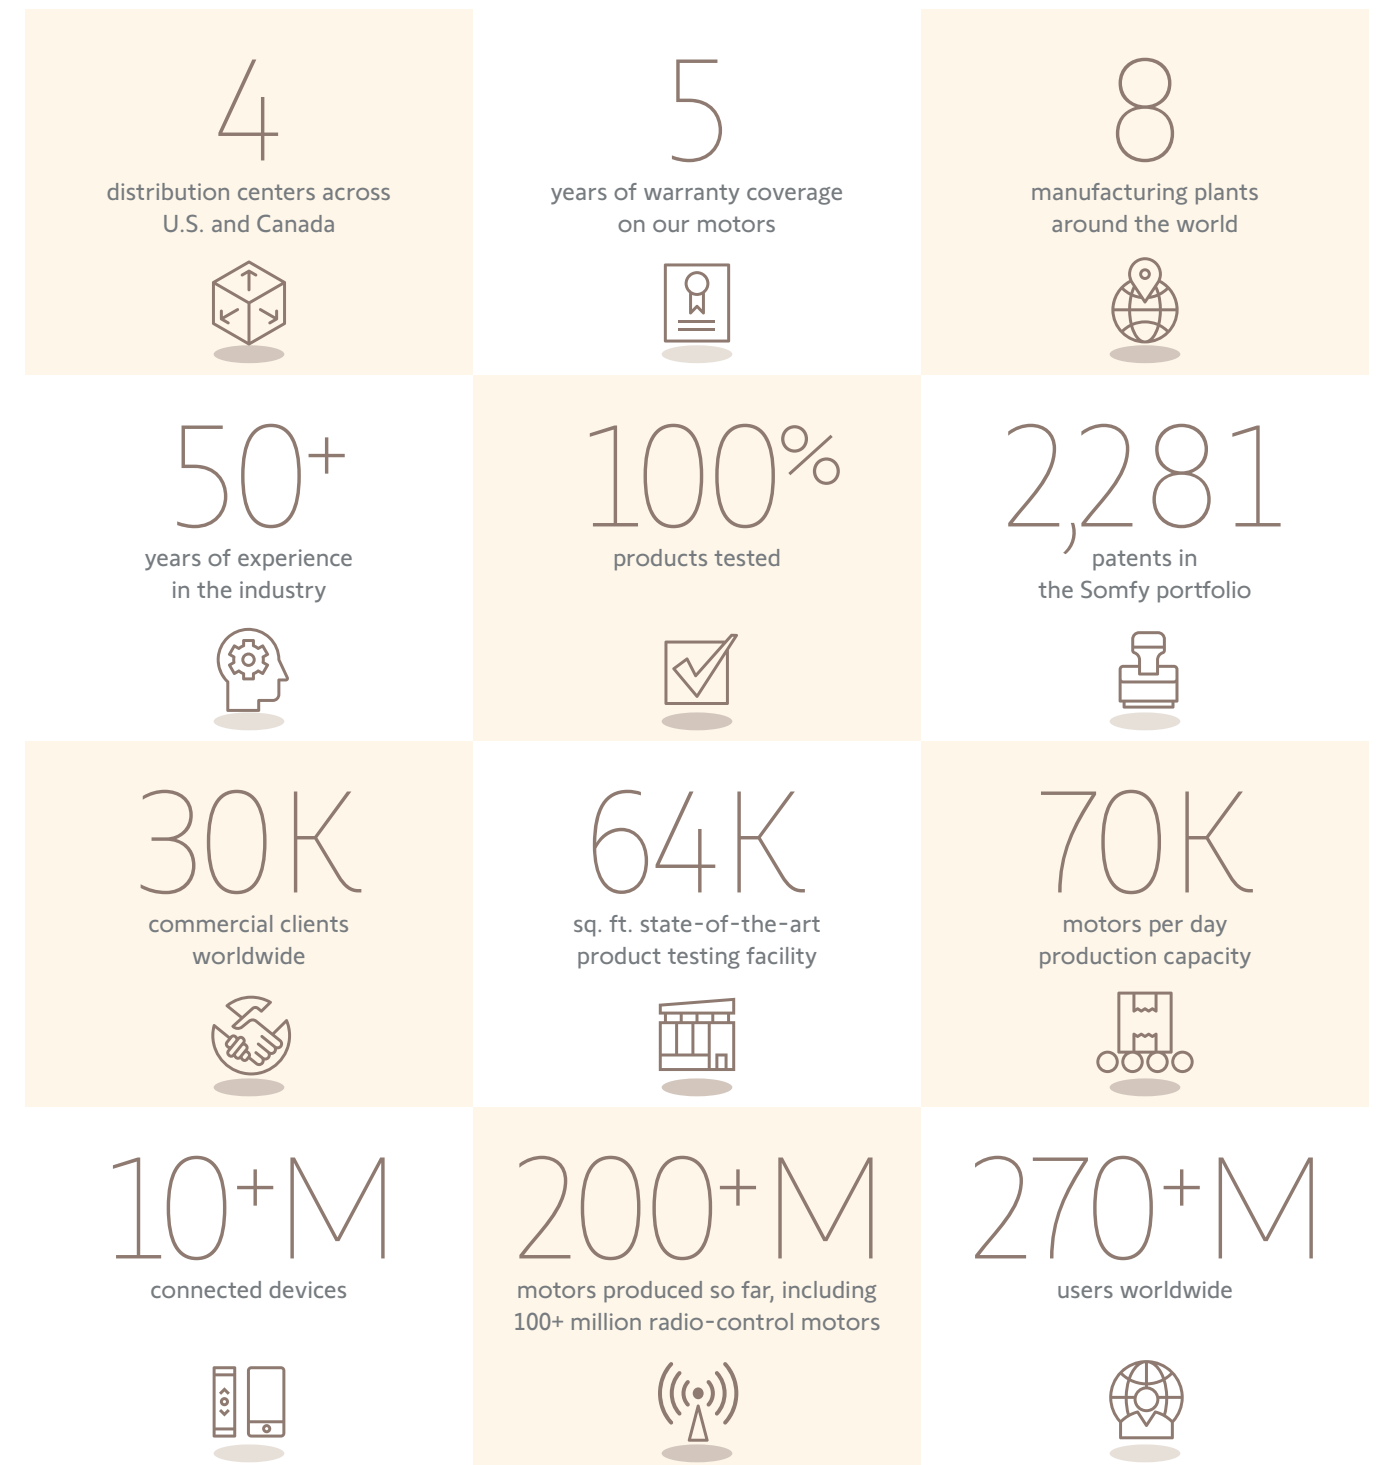 4
distribution centers across
U.S. and Canada
5
years of warranty coverage
on our motors
8
manufacturing plants
around the world
50+
years of experience
in the industry
100%
products tested
2,281
patents in
the Somfy portfolio
30K
commercial clients
worldwide
64K
sq. ft. state-of-the-art
product testing facility
70K
motors per day
production capacity
10+M
connected devices
200+M
motors produced so far, including
100+ million radio-control motors
270+M
users worldwide